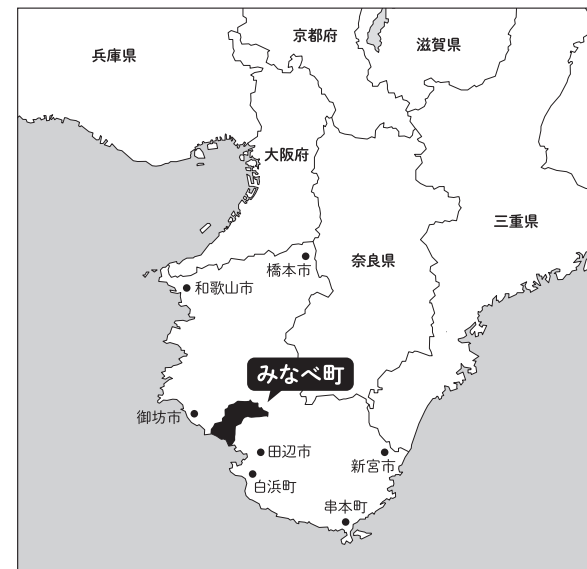 京都府
滋賀県
兵庫県
大阪府
三重県
奈良県
橋本市
和歌山市
みなべ町
御坊市
田辺市
新宮市
白浜町
串本町